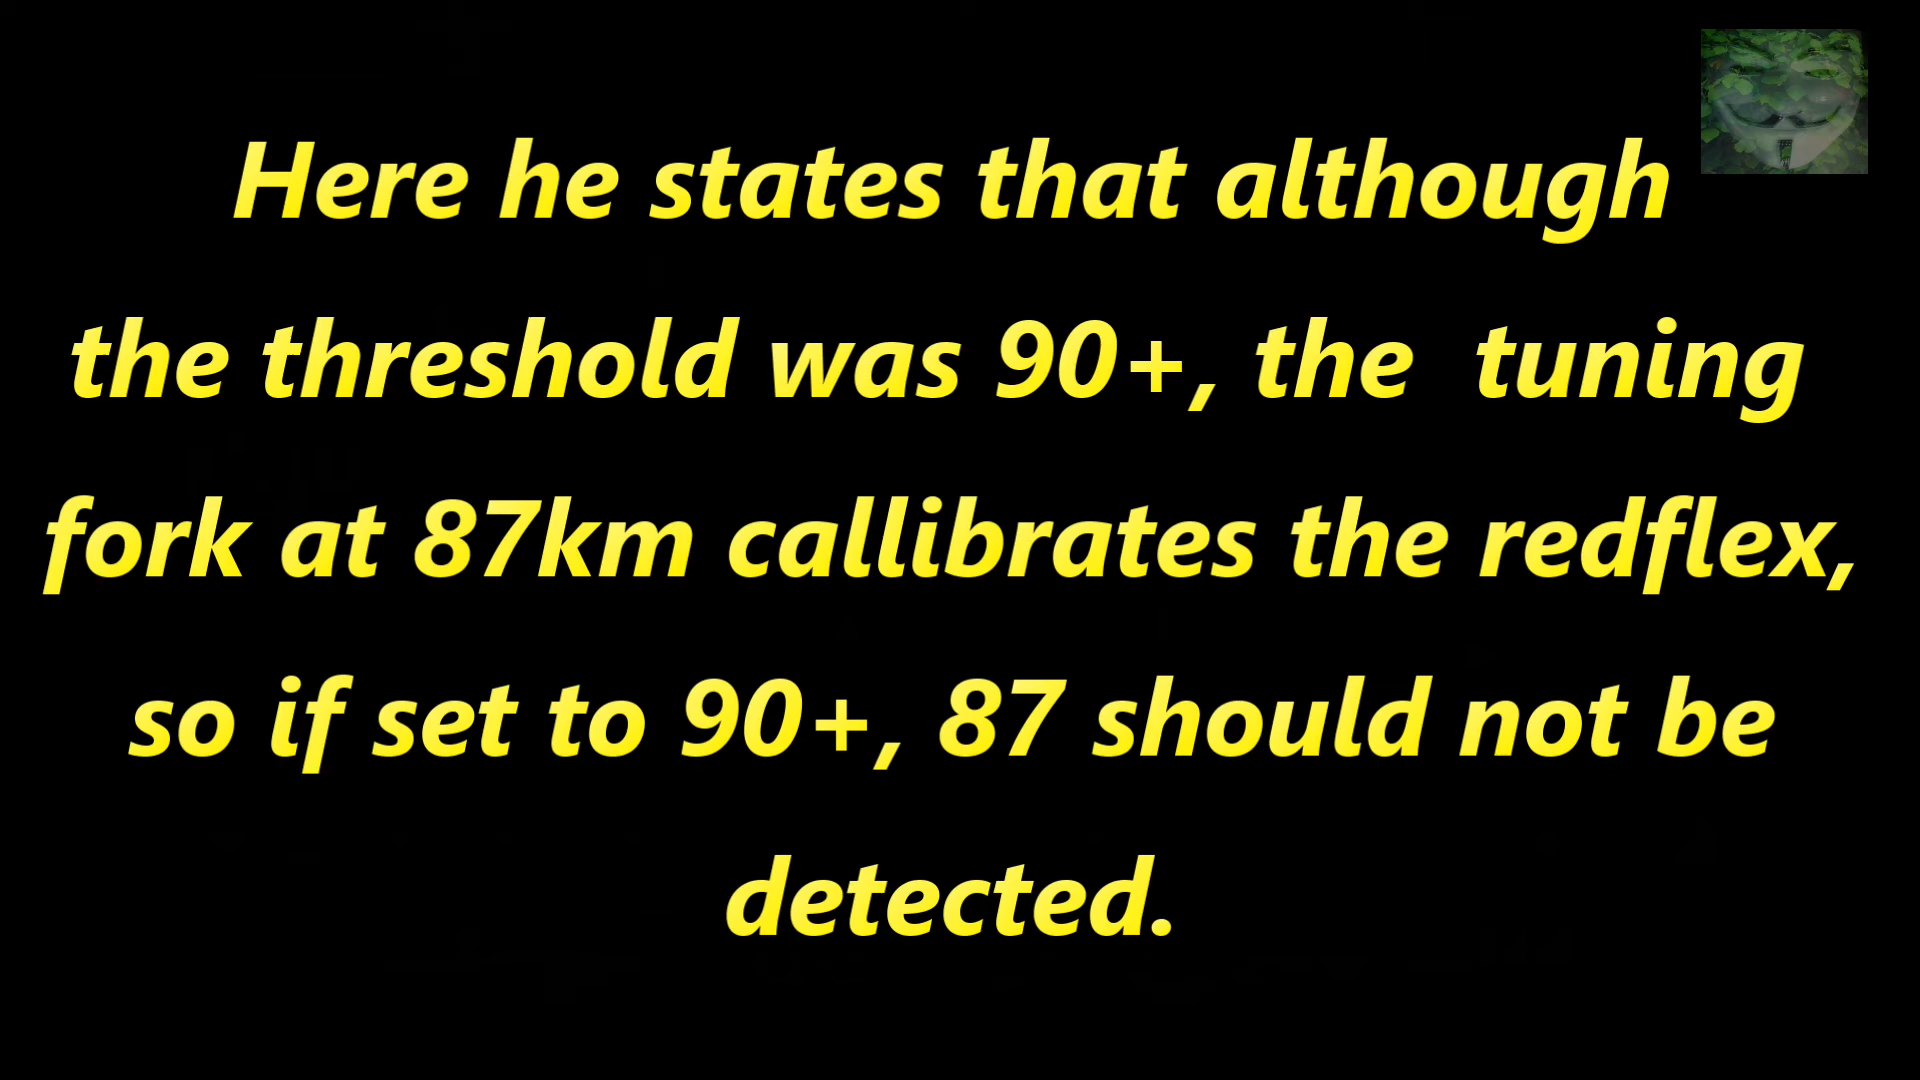 Here he states that although
the threshold was 90+, the tuning
fork at 87km callibrates the redflex,
so if set to 90+, 87 should not be
detected.